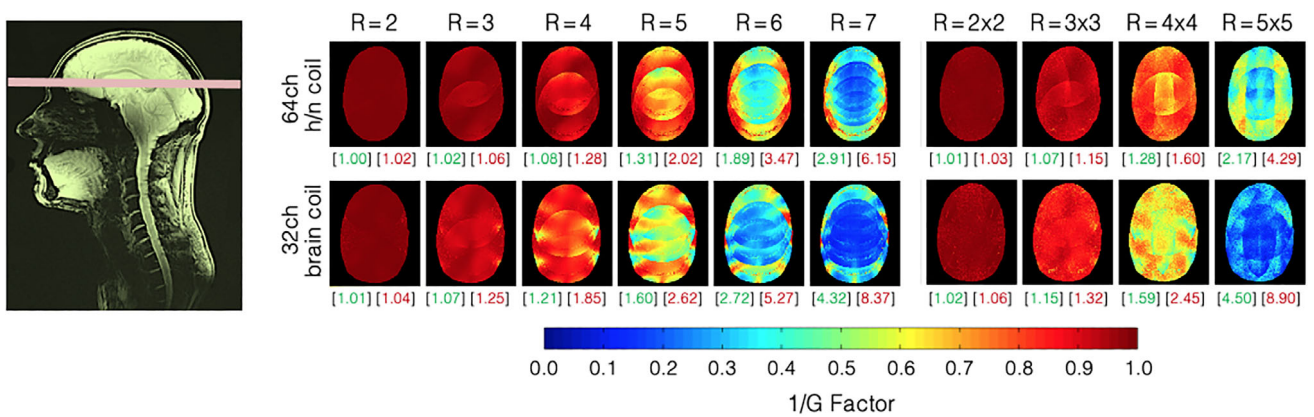 R=2 R=3 R=4 R=5 R=6 R=7 R=2x2 R=3x3 R=4x4 R=5x5
64ch
h/n coil
[1.00] [1.02] [1.02] [1.06] [1.08] [1.28] [1.31] [2.02] [1.89] [3.47] [2.91] [6.15] [1.01] [1.03] [1.07] [1.15] [1.28] [1.60] [2.17] [4.29]
32ch
brain coil
[1.01] [1.04] [1.07] [1.25] [1.21] [1.85] [1.60] [2.62] [2.72] [5.27] [4.32] [8.37] [1.02] [1.06] [1.15] [1.32] [1.59] [2.45] [4.50] [8.90]
0.0 0.1 0.2 0.3 0.4 0.5 0.6 0.7 0.8 0.9 1.0
1/G Factor